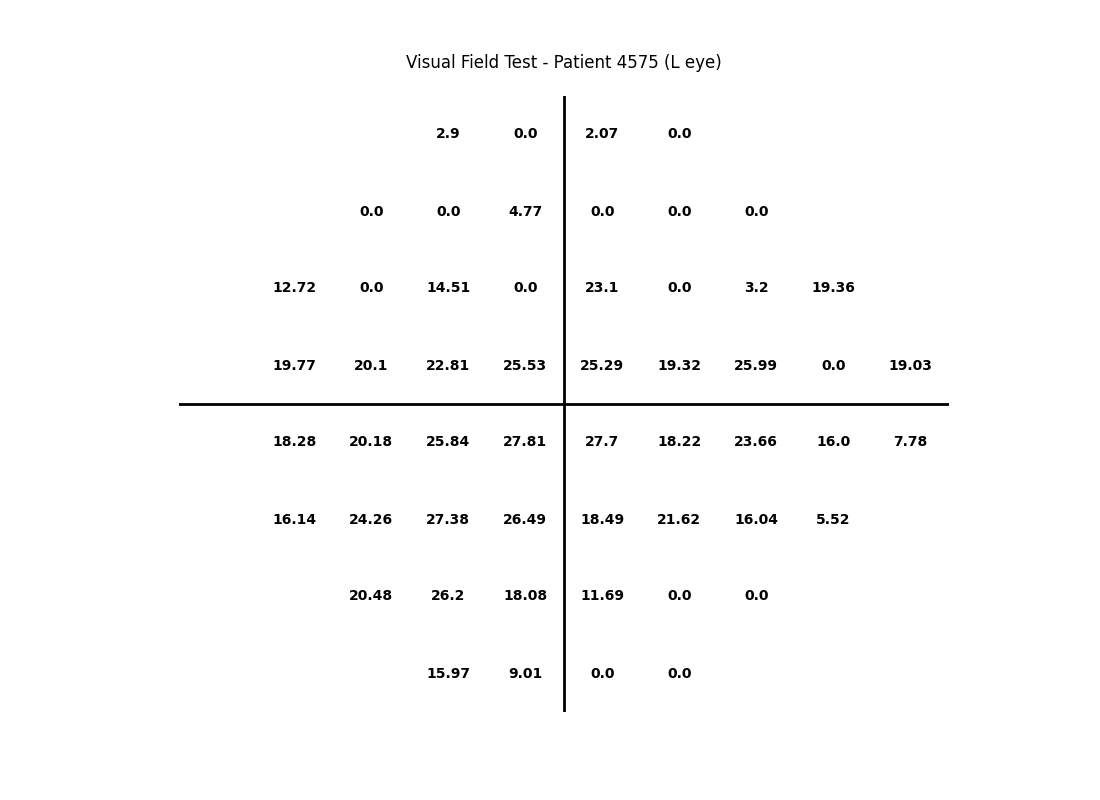 Visual Field Test - Patient 4575 (L eye)
2.9 0.0 2.07 0.0
0.0 0.0 4.77 0.0 0.0 0.0
12.72 0.0 14.51 0.0 23.1 0.0 3.2 19.36
19.77 20.1 22.81 25.53 25.29 19.32 25.99 0.0 19.03
18.28 20.18 25.84 27.81 27.7 18.22 23.66 16.0 7.78
16.14 24.26 27.38 26.49 18.49 21.62 16.04 5.52
20.48 26.2 18.08 11.69 0.0 0.0
15.97 9.01 0.0 0.0